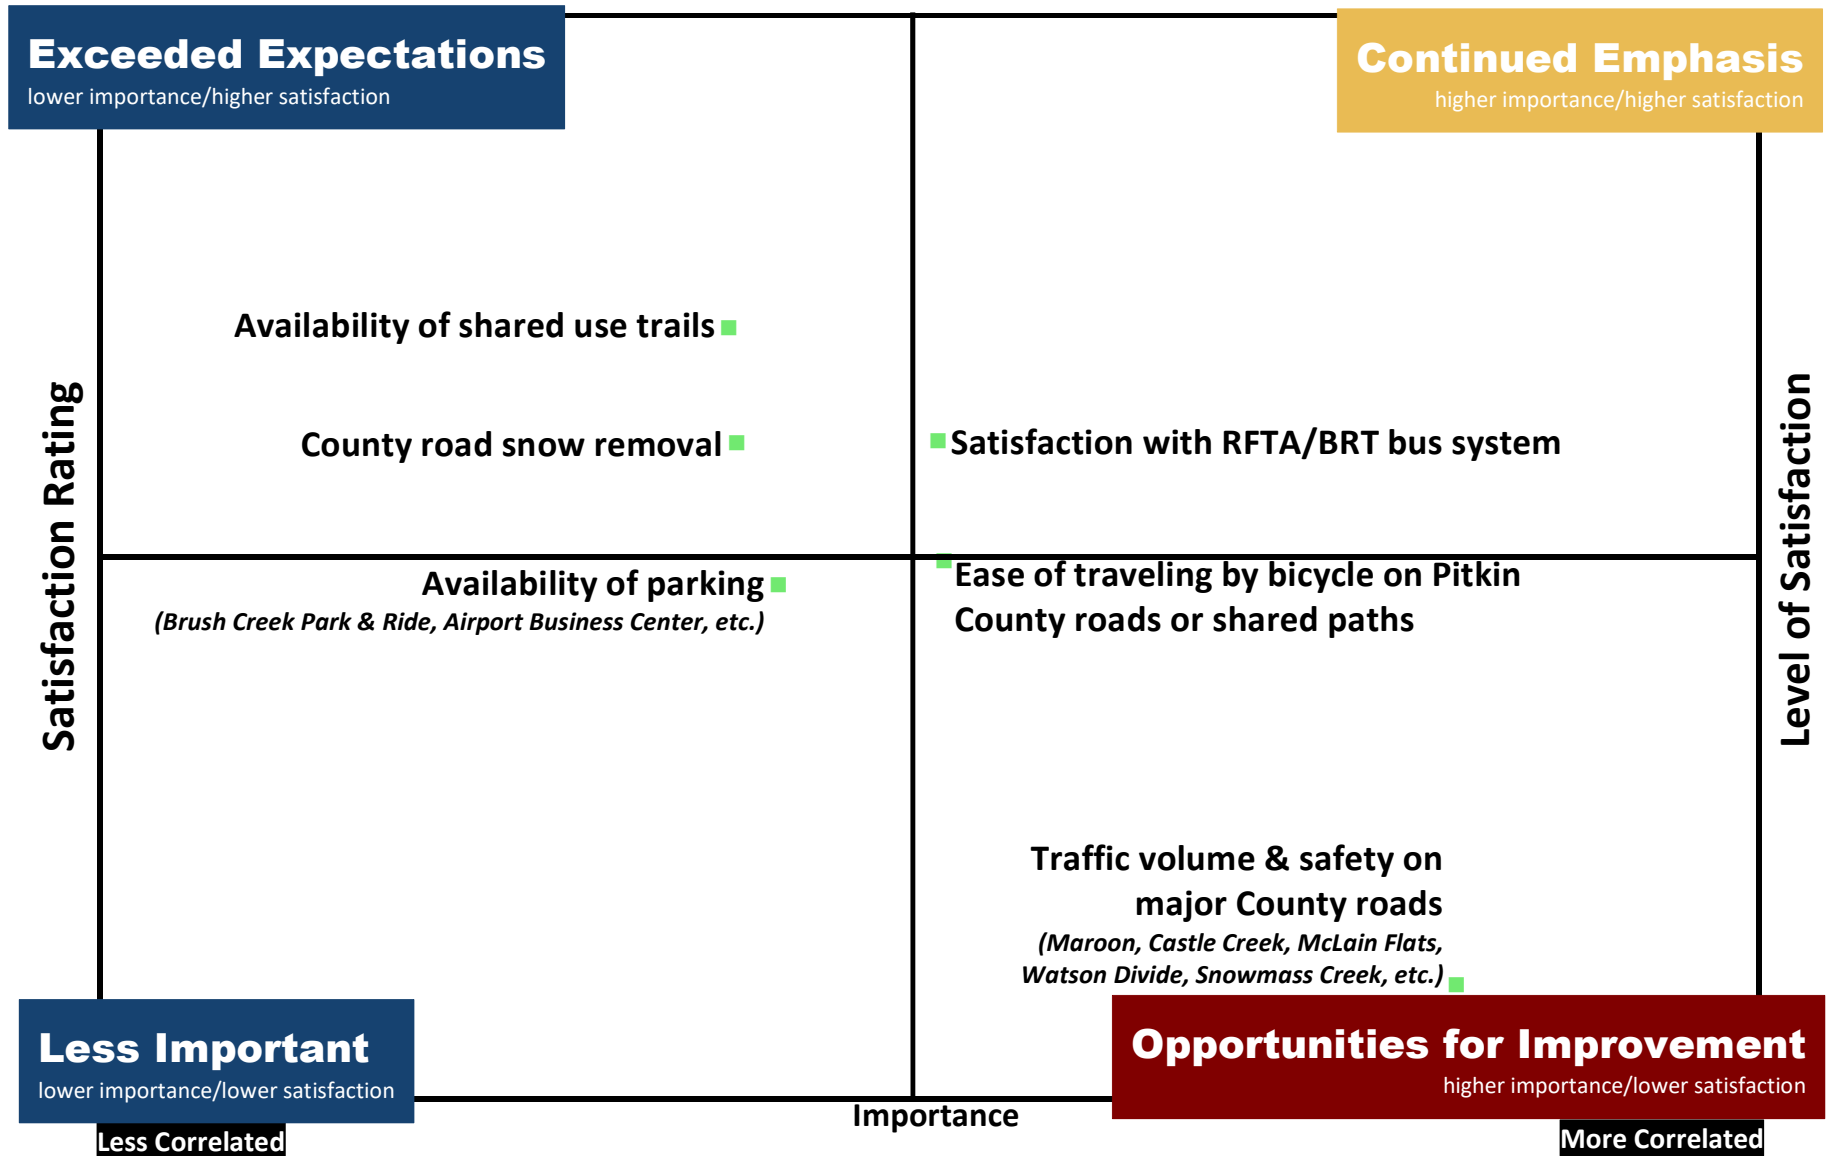 Exceeded Expectations
lower importance/higher satisfaction
Continued Emphasis
higher importance/higher satisfaction
Satisfaction Rating
Level of Satisfaction
Availability of shared use trails
County road snow removal
Satisfaction with RFTA/BRT bus system
Availability of parking
(Brush Creek Park & Ride, Airport Business Center, etc.)
Ease of traveling by bicycle on Pitkin
County roads or shared paths
Traffic volume & safety on
major County roads
(Maroon, Castle Creek, McLain Flats,
Watson Divide, Snowmass Creek, etc.)
Less Important
lower importance/lower satisfaction
Opportunities for Improvement
higher importance/lower satisfaction
Importance
Less Correlated
More Correlated